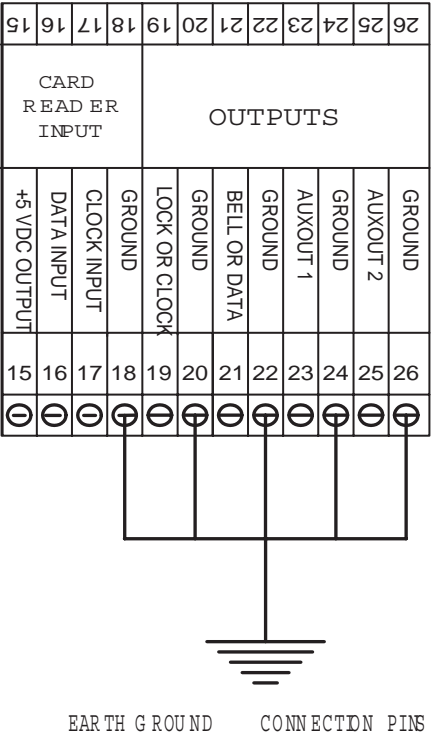 15 16 17 18 19 20 21 22 23 24 25 26
CARD
READER
INPUT
OUTPUTS
+5 VDC OUTPUT
DATA INPUT
CLOCK INPUT
GROUND
LOCK OR CLOCK
GROUND
BELL OR DATA
GROUND
AUXOUT 1
GROUND
AUXOUT 2
GROUND
15 16 17 18 19 20 21 22 23 24 25 26
EARTH GROUND CONNECTION PINS